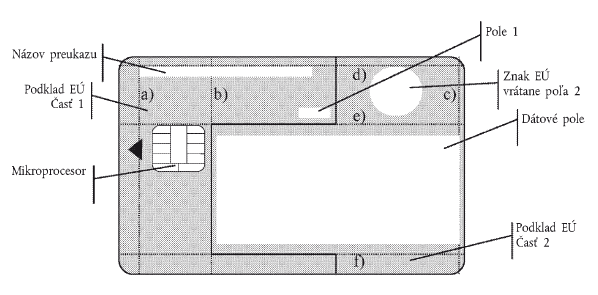 Pole 1
Názov preukazu
d)
Znak EÚ
vrátane poľa 2
Podklad EÚ
Časť 1
a)
b)
c)
e)
Dátové pole
Mikroprocesor
Podklad EÚ
Časť 2
f)